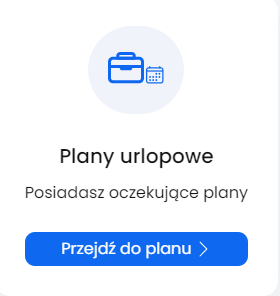 Plany urlopowe
Posiadasz oczekujące plany
Przejdź do planu